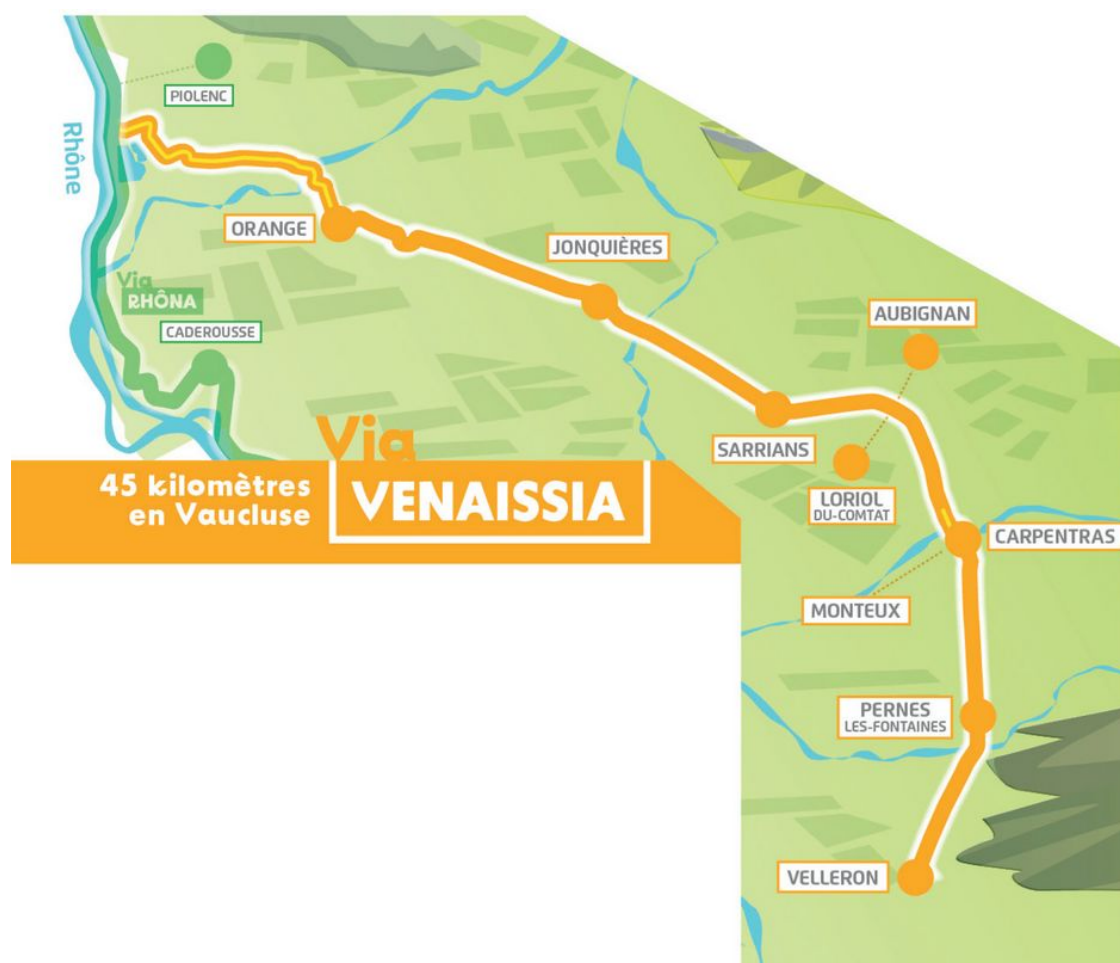 PIOLENC
Rhône
ORANGE
JONQUIÈRES
Via
RHÔNA
CADEROUSSE
AUBIGNAN
SARRIANS
LORIOL
DU-COMTAT
CARPENTRAS
MONTEUX
PERNES
LES-FONTAINES
VELLERON
Via
VENAISSIA
45 kilomètres
en Vaucluse